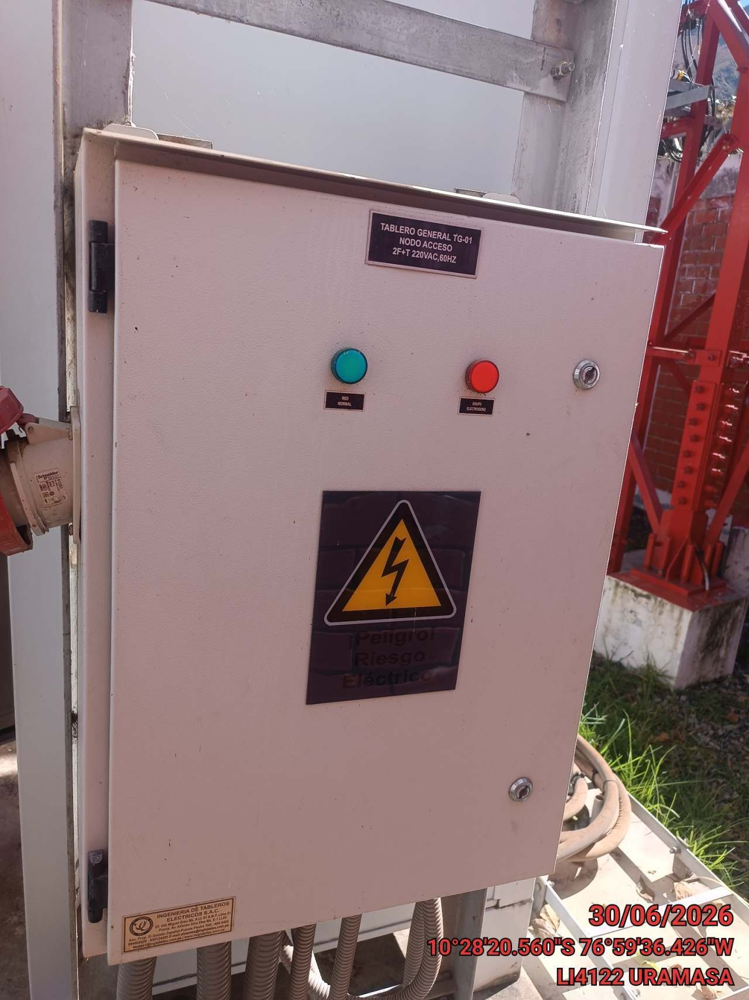 TABLERO GENERAL TG-01
NODO ACCESO
2F+T 220VAC,60HZ
RED
NORMAL
GRUPO
ELECTROGENO
Schneider
¡Peligro!
Riesgo
Eléctrico
INGENIERIA DE TABLEROS
ELECTRICOS S.A.C.
30/06/2026
10°28'20.560"S 76°59'36.426"W
LI4122 URAMASA